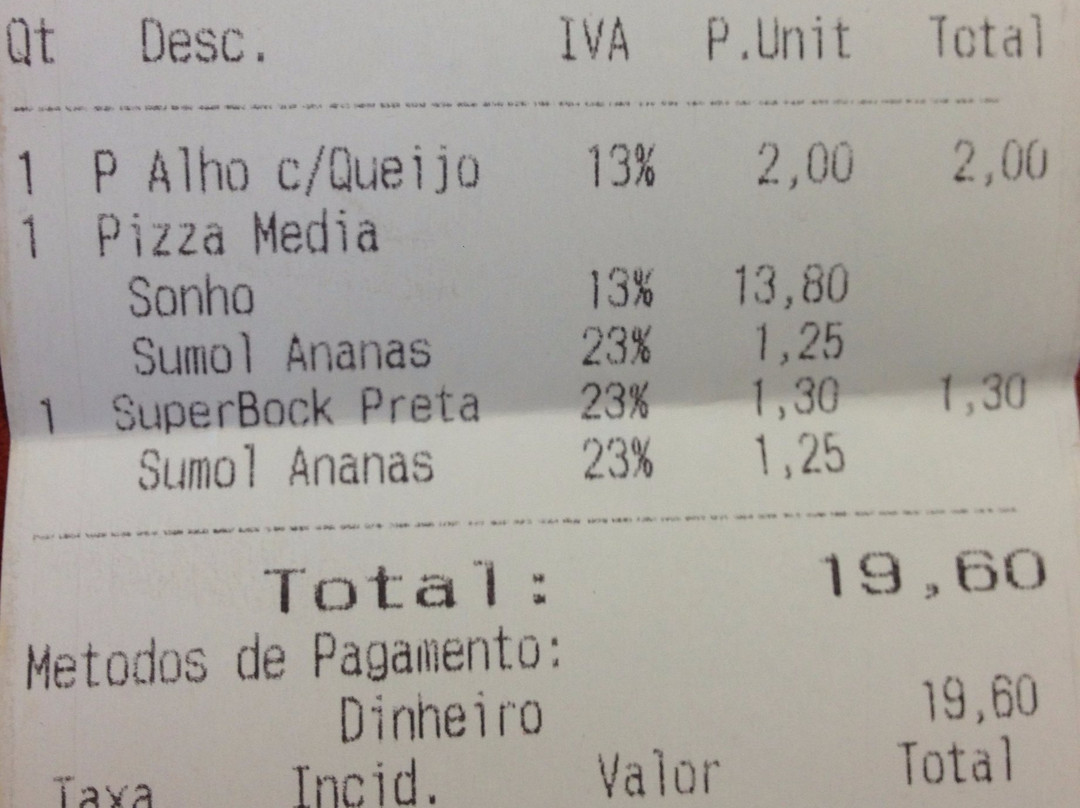 Qt Desc. IVA P.Unit Total
1 P Alho c/Queijo 13% 2,00 2,00
1 Pizza Media
Sonho 13% 13,80
Sumol Ananas 23% 1,25
1 SuperBock Preta 23% 1,30 1,30
Sumol Ananas 23% 1,25
Total: 19,60
Metodos de Pagamento:
Dinheiro 19,60
Taxa Incid. Valor Total